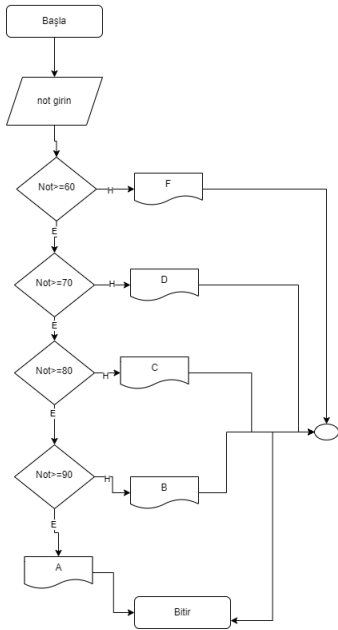 Başla
not girin
Not>=60
H
F
E
Not>=70
H
D
E
Not>=80
H
C
E
Not>=90
H
B
E
A
Bitir